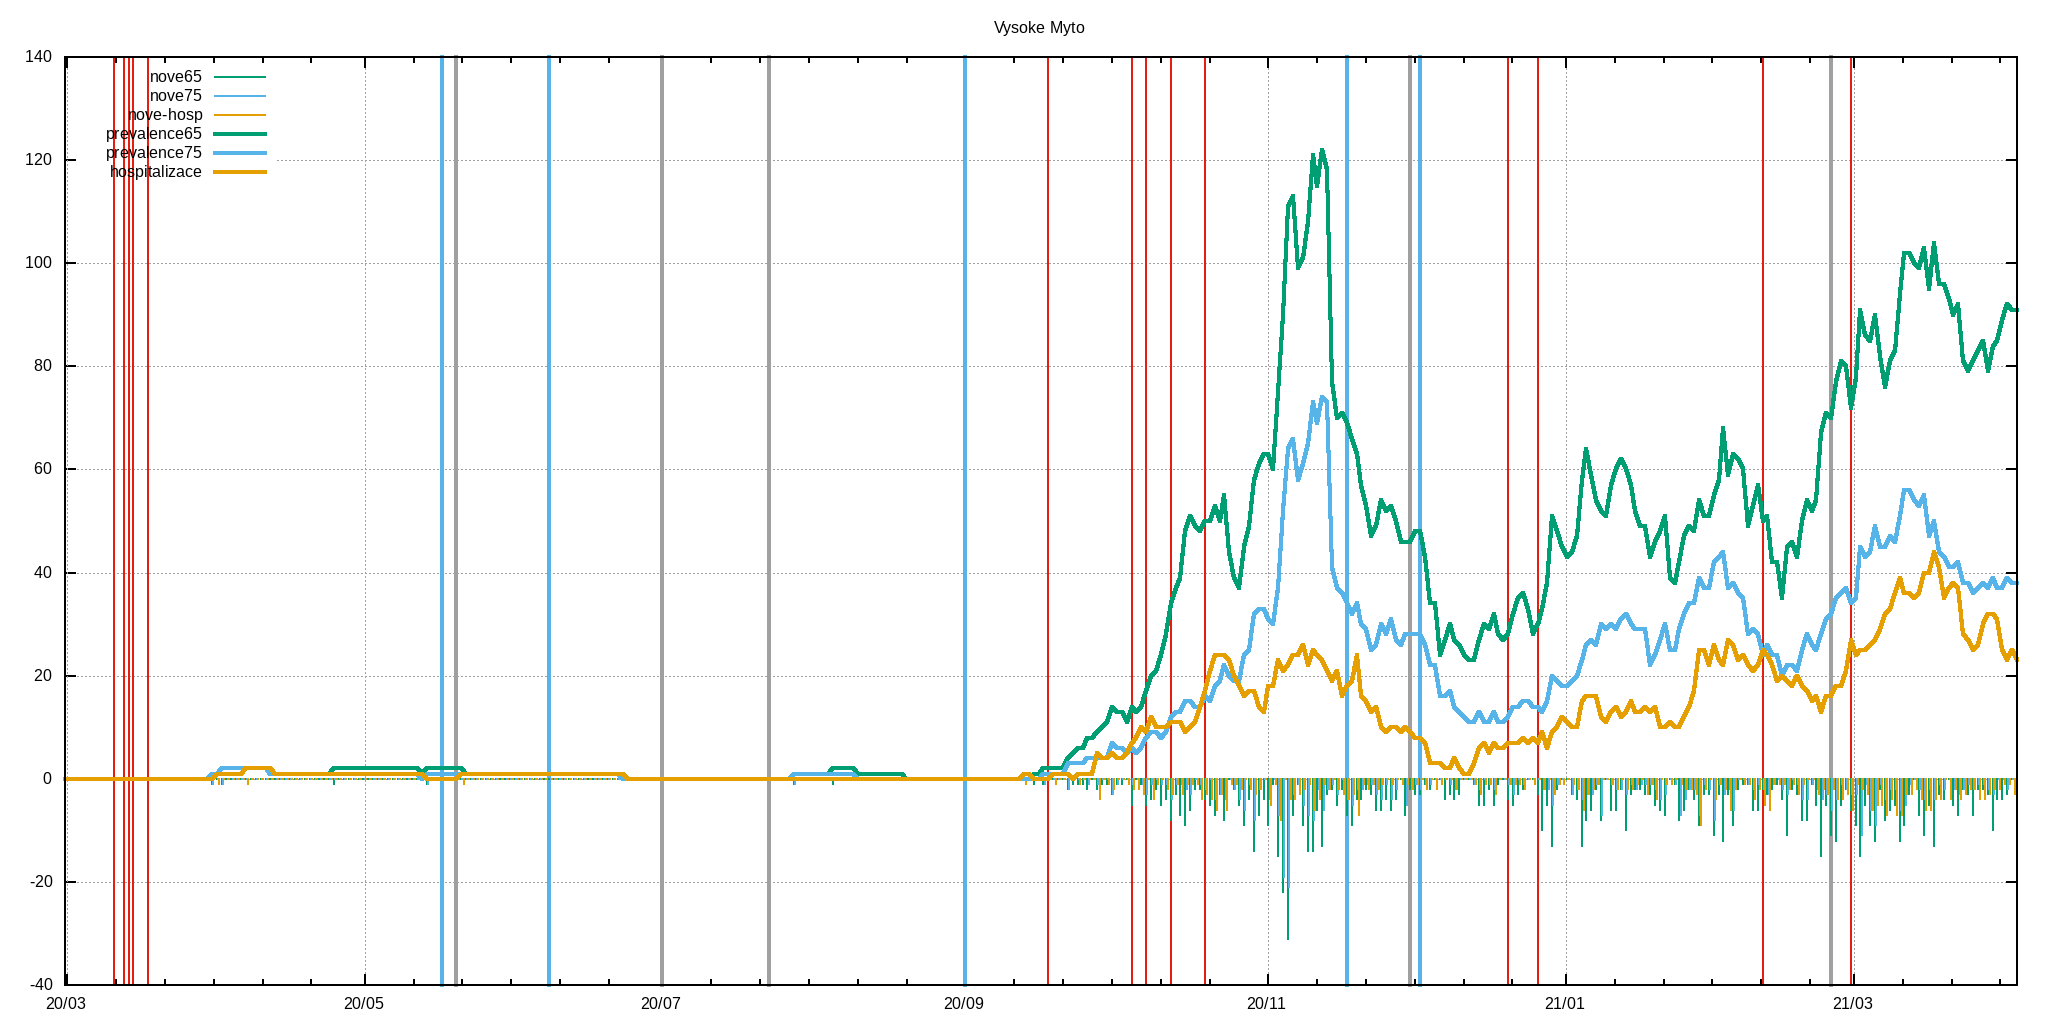 Vysoke Myto
140
120
100
80
60
40
20
0
-20
-40
nove65
nove75
nove-hosp
prevalence65
prevalence75
hospitalizace
20/03 20/05 20/07 20/09 20/11 21/01 21/03